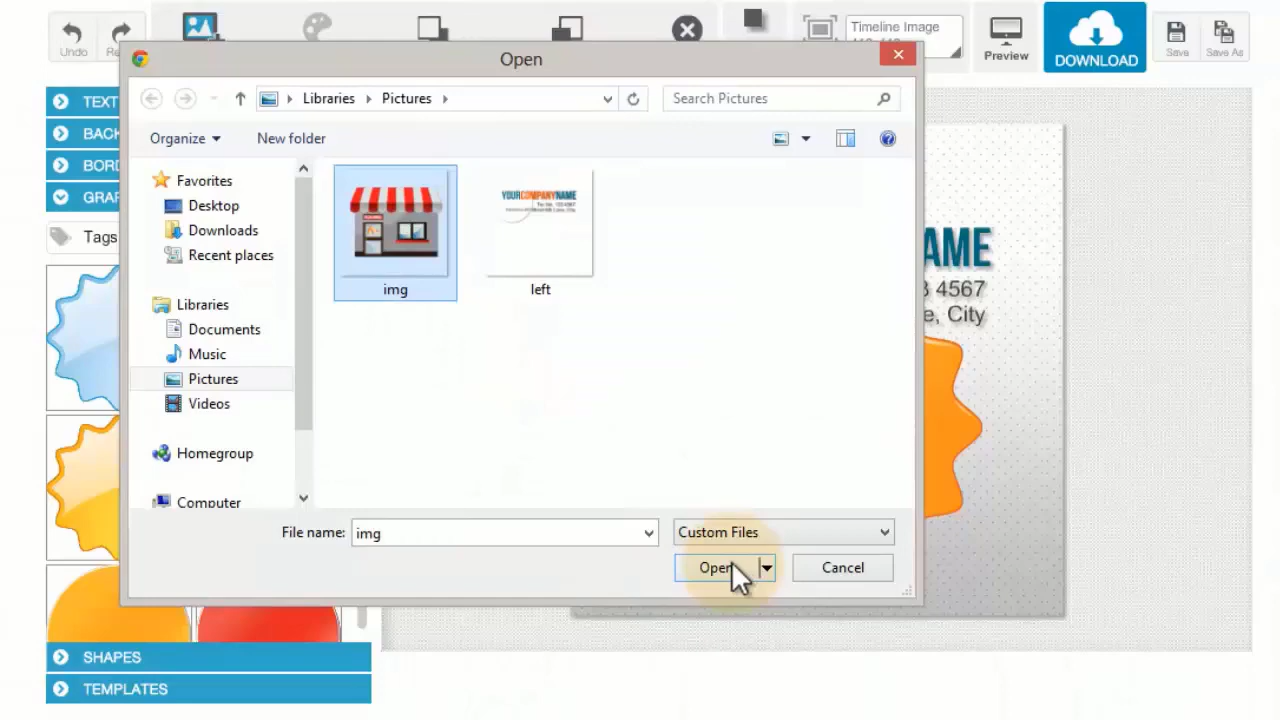 Undo
Timeline Image
Preview
DOWNLOAD
Save
Save As
Open
Libraries
Pictures
Search Pictures
Organize
New folder
TEXT
BACK
BORD
GRAP
Tags
Favorites
Desktop
Downloads
Recent places
Libraries
Documents
Music
Pictures
Videos
Homegroup
Computer
YOURCOMPANYNAME
img
left
NAME
3 4567
e, City
File name:
img
Custom Files
Open
Cancel
SHAPES
TEMPLATES